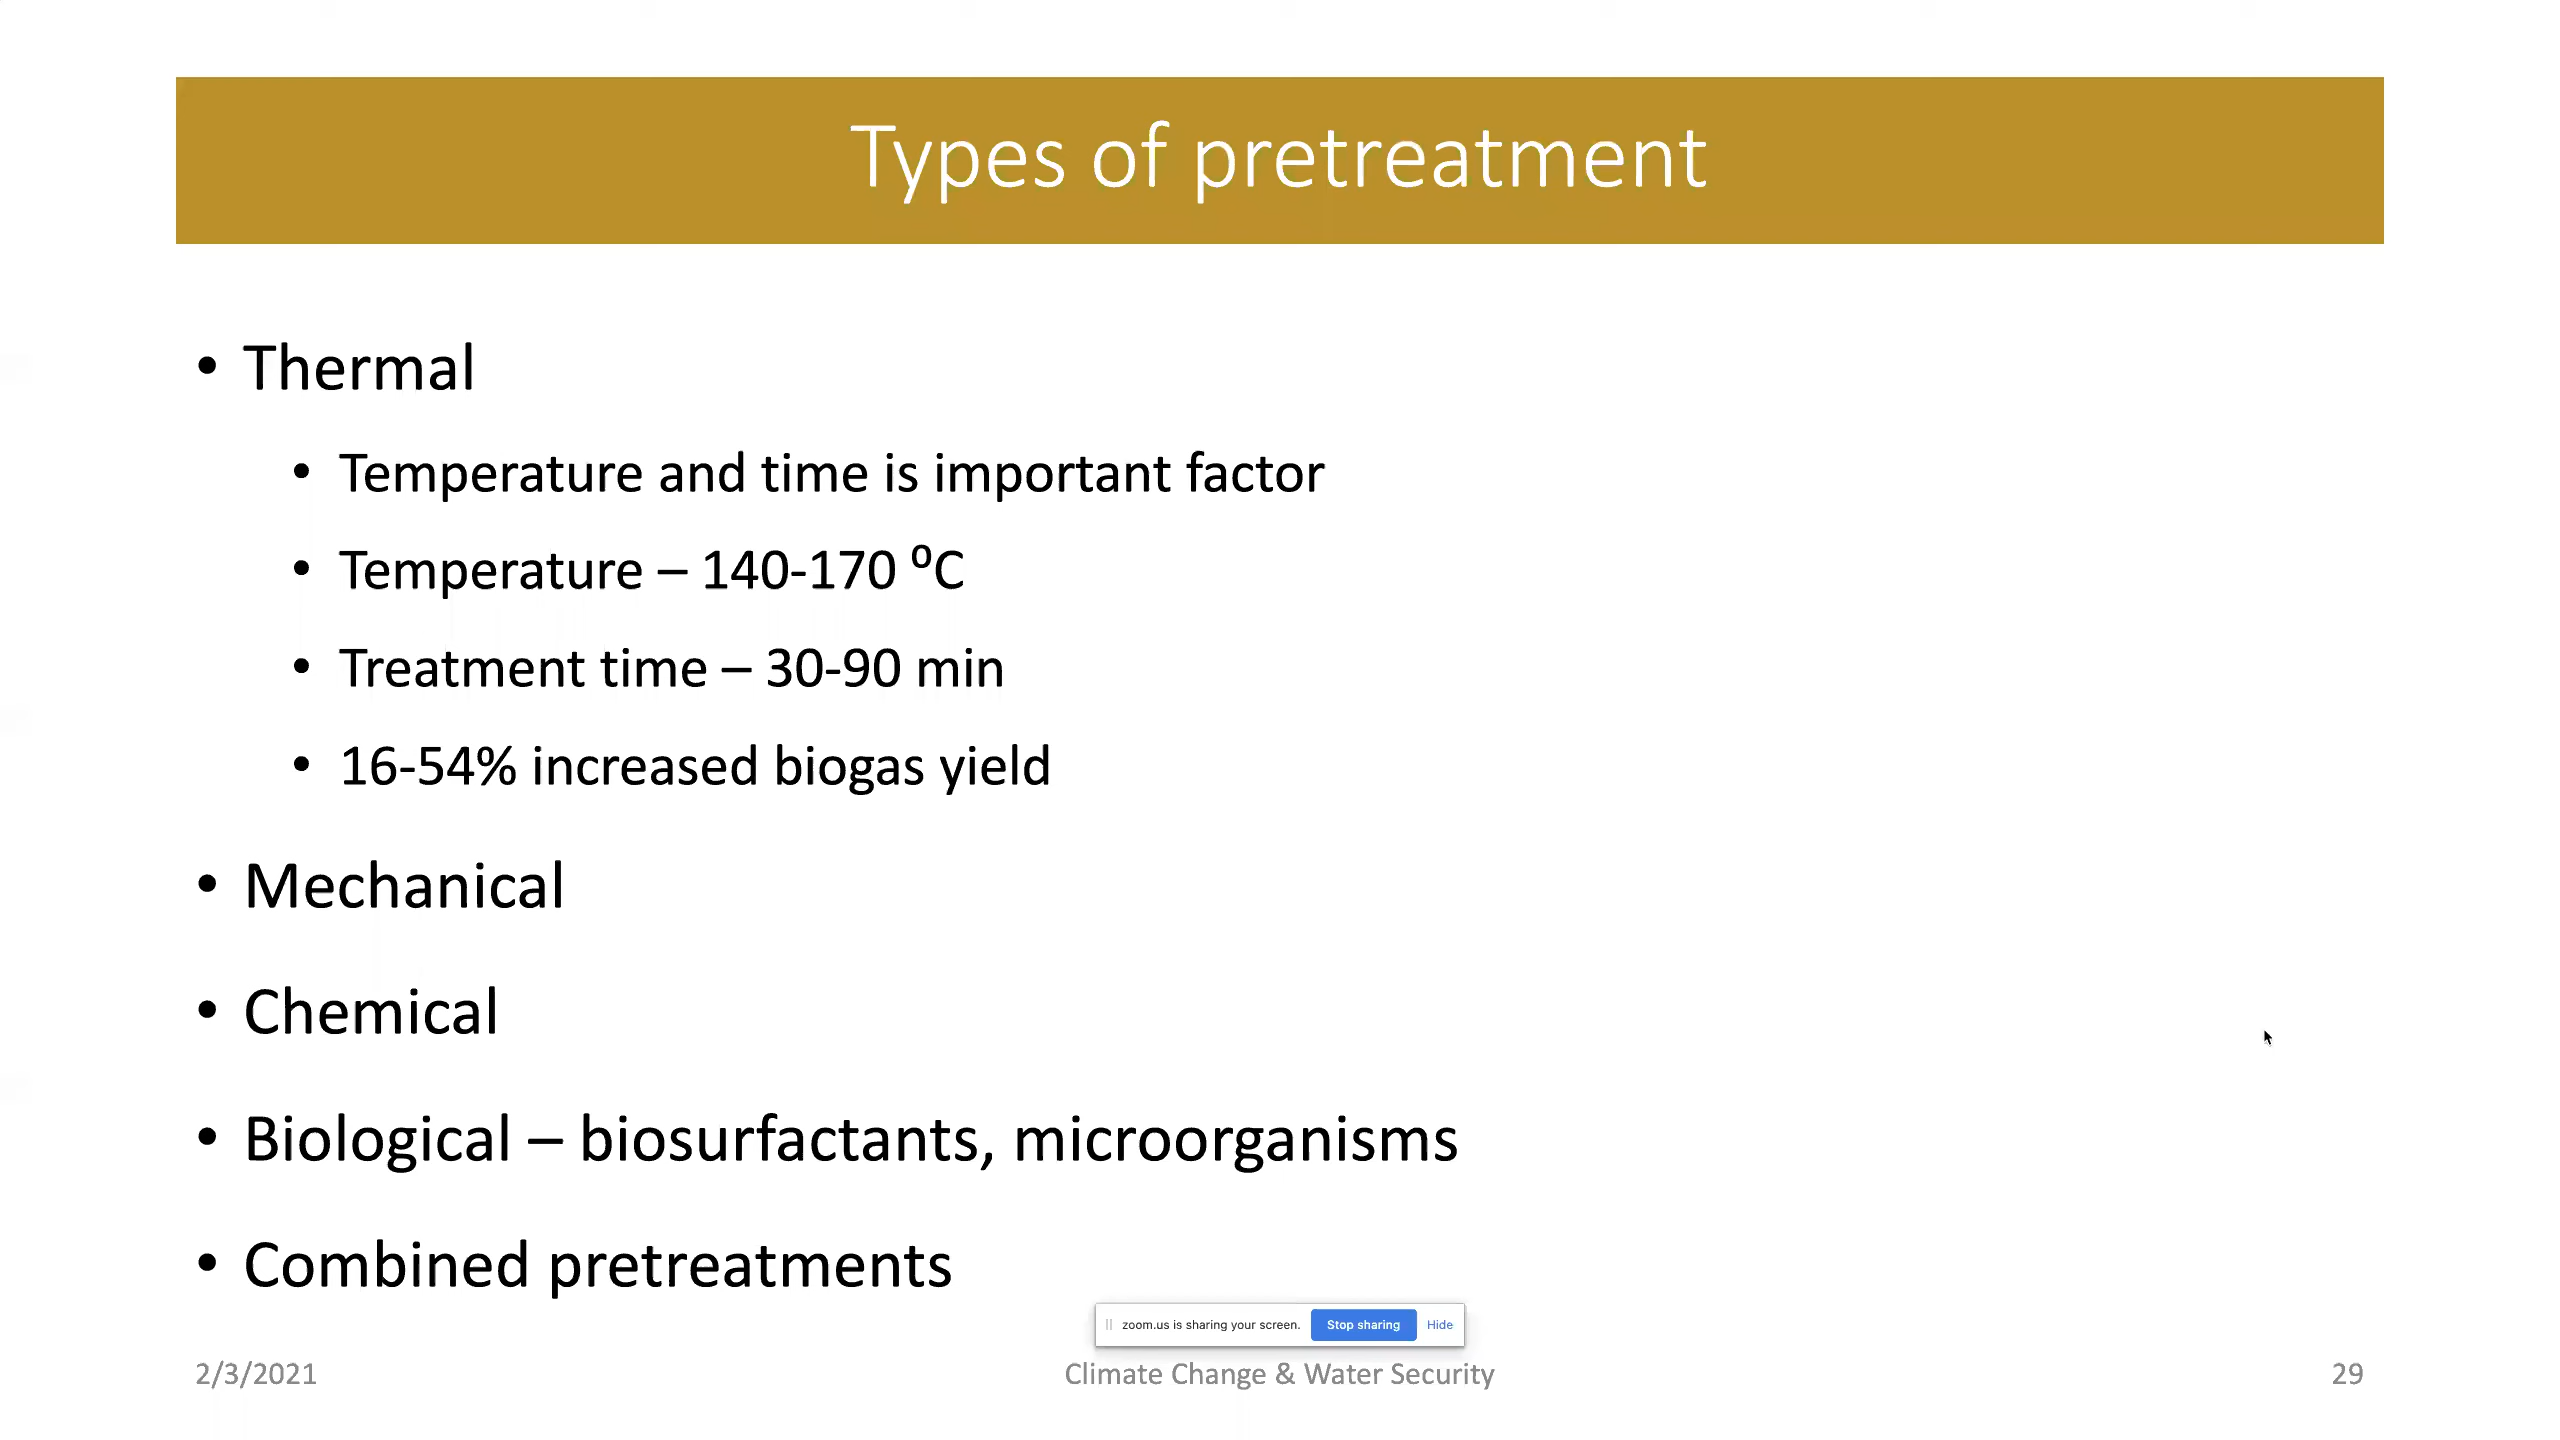 Types of pretreatment
• Thermal
• Temperature and time is important factor
• Temperature – 140-170 ⁰C
• Treatment time – 30-90 min
• 16-54% increased biogas yield
• Mechanical
• Chemical
• Biological – biosurfactants, microorganisms
• Combined pretreatments
zoom.us is sharing your screen. Stop sharing Hide
2/3/2021 Climate Change & Water Security 29